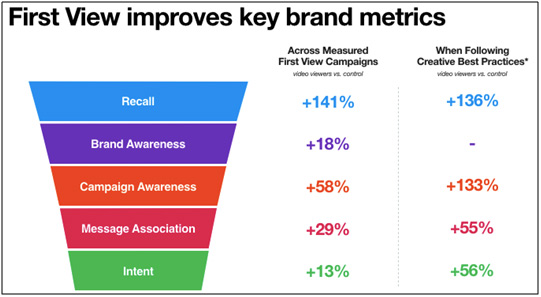 First View improves key brand metrics
Across Measured
First View Campaigns
video viewers vs. control
When Following
Creative Best Practices*
video viewers vs. control
Recall
+141%
+136%
Brand Awareness
+18%
-
Campaign Awareness
+58%
+133%
Message Association
+29%
+55%
Intent
+13%
+56%